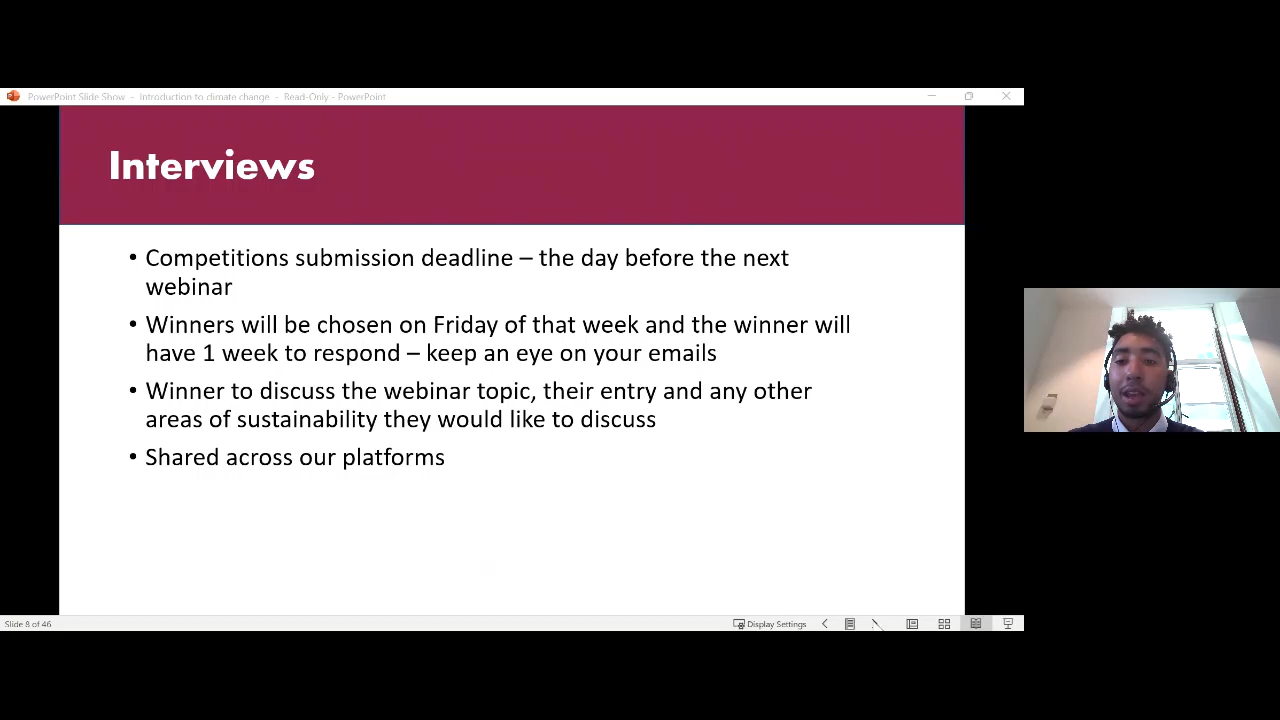 PowerPoint Slide Show - Introduction to climate change - Read-Only - PowerPoint
Interviews
• Competitions submission deadline – the day before the next
webinar
• Winners will be chosen on Friday of that week and the winner will
have 1 week to respond – keep an eye on your emails
• Winner to discuss the webinar topic, their entry and any other
areas of sustainability they would like to discuss
• Shared across our platforms
Slide 8 of 46
Display Settings